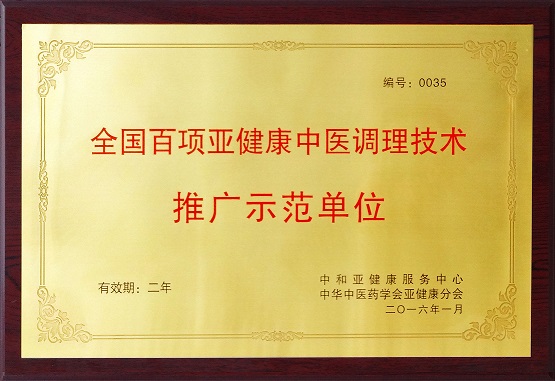 编号：0035
全国百项亚健康中医调理技术
推广示范单位
有效期：二年
中和亚健康服务中心
中华中医药学会亚健康分会
二〇一六年一月